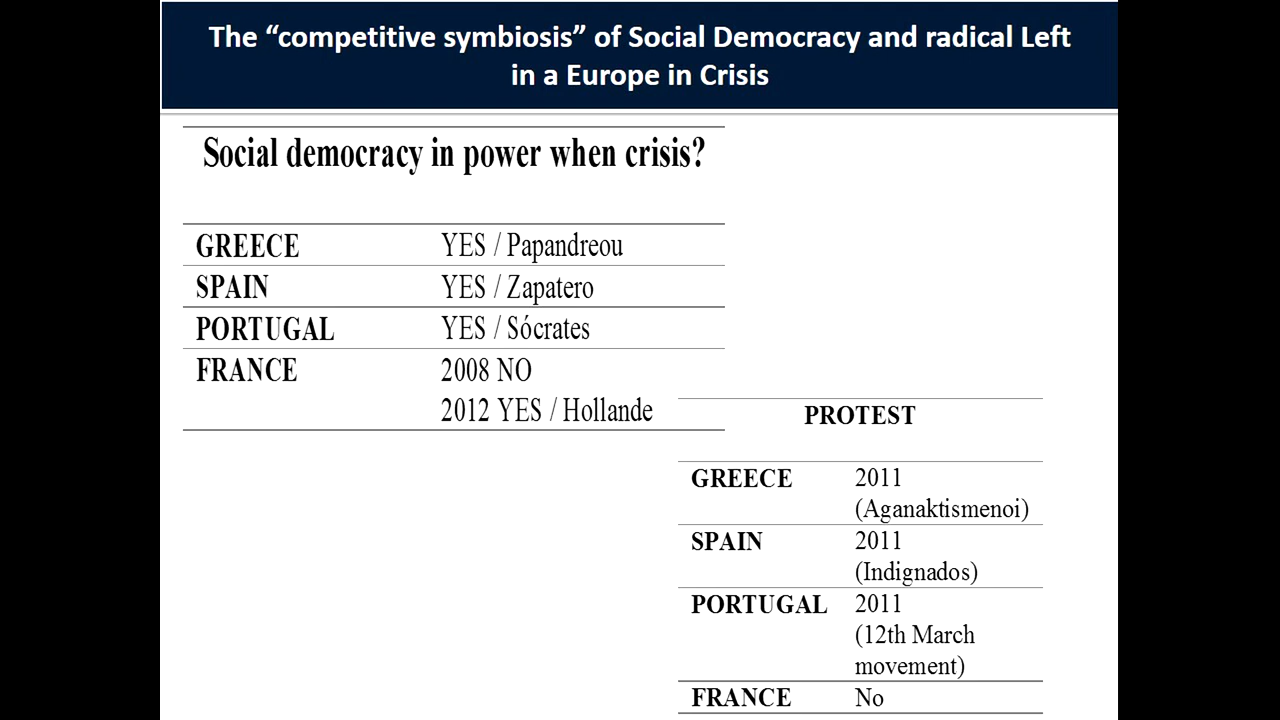 The “competitive symbiosis” of Social Democracy and radical Left
in a Europe in Crisis
Social democracy in power when crisis?
GREECE YES / Papandreou
SPAIN YES / Zapatero
PORTUGAL YES / Sócrates
FRANCE 2008 NO
2012 YES / Hollande
PROTEST
GREECE 2011
(Aganaktismenoi)
SPAIN 2011
(Indignados)
PORTUGAL 2011
(12th March
movement)
FRANCE No